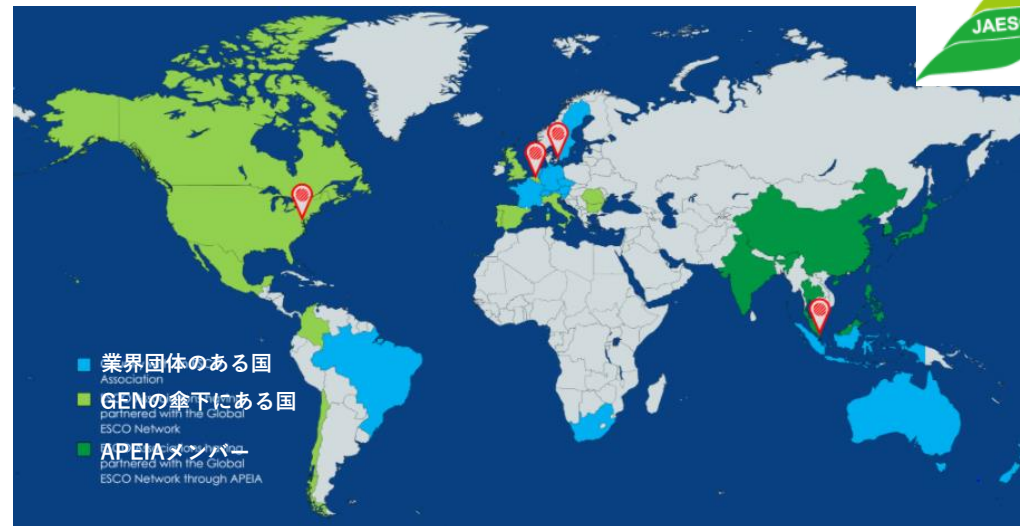 JAES
業界団体のある国
Association
GENの傘下にある国
partnered with the Global
ESCO Network
APEIAメンバー
partnered with the Global
ESCO Network through APEIA